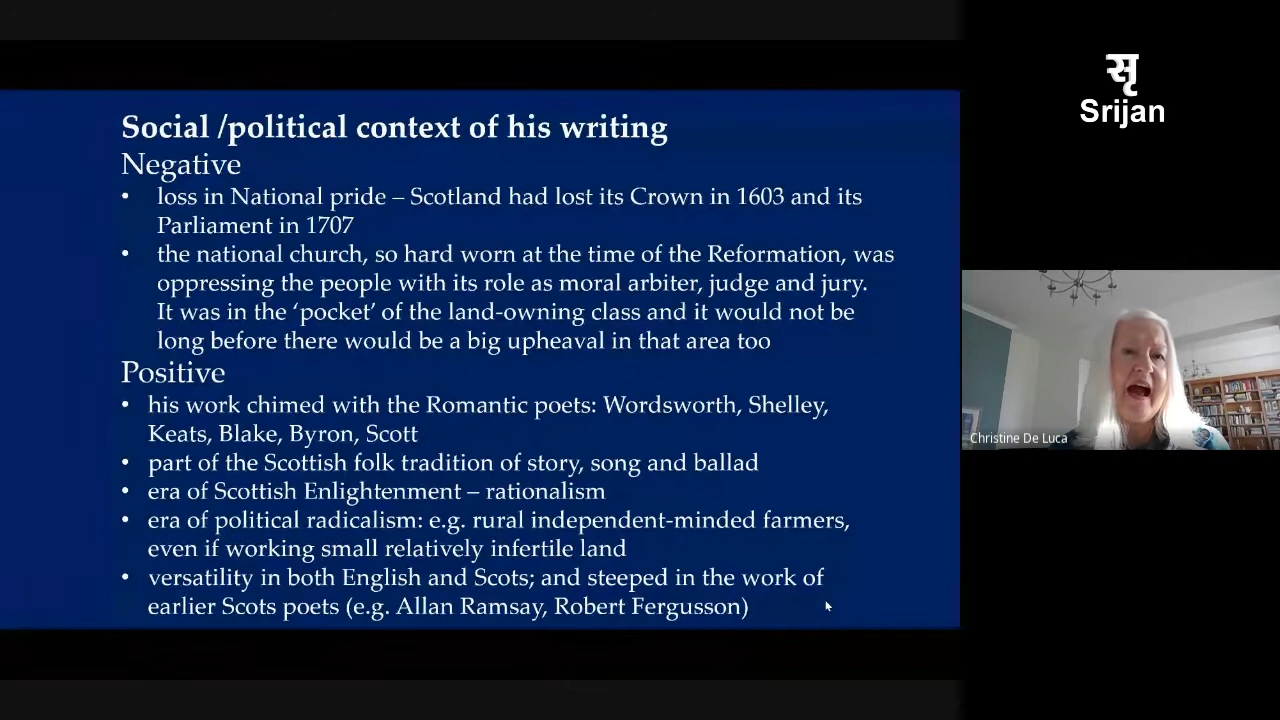 Social /political context of his writing
Negative
• loss in National pride – Scotland had lost its Crown in 1603 and its
Parliament in 1707
• the national church, so hard worn at the time of the Reformation, was
oppressing the people with its role as moral arbiter, judge and jury.
It was in the ‘pocket’ of the land-owning class and it would not be
long before there would be a big upheaval in that area too
Positive
• his work chimed with the Romantic poets: Wordsworth, Shelley,
Keats, Blake, Byron, Scott
• part of the Scottish folk tradition of story, song and ballad
• era of Scottish Enlightenment – rationalism
• era of political radicalism: e.g. rural independent-minded farmers,
even if working small relatively infertile land
• versatility in both English and Scots; and steeped in the work of
earlier Scots poets (e.g. Allan Ramsay, Robert Fergusson)
सृ
Srijan
Christine De Luca